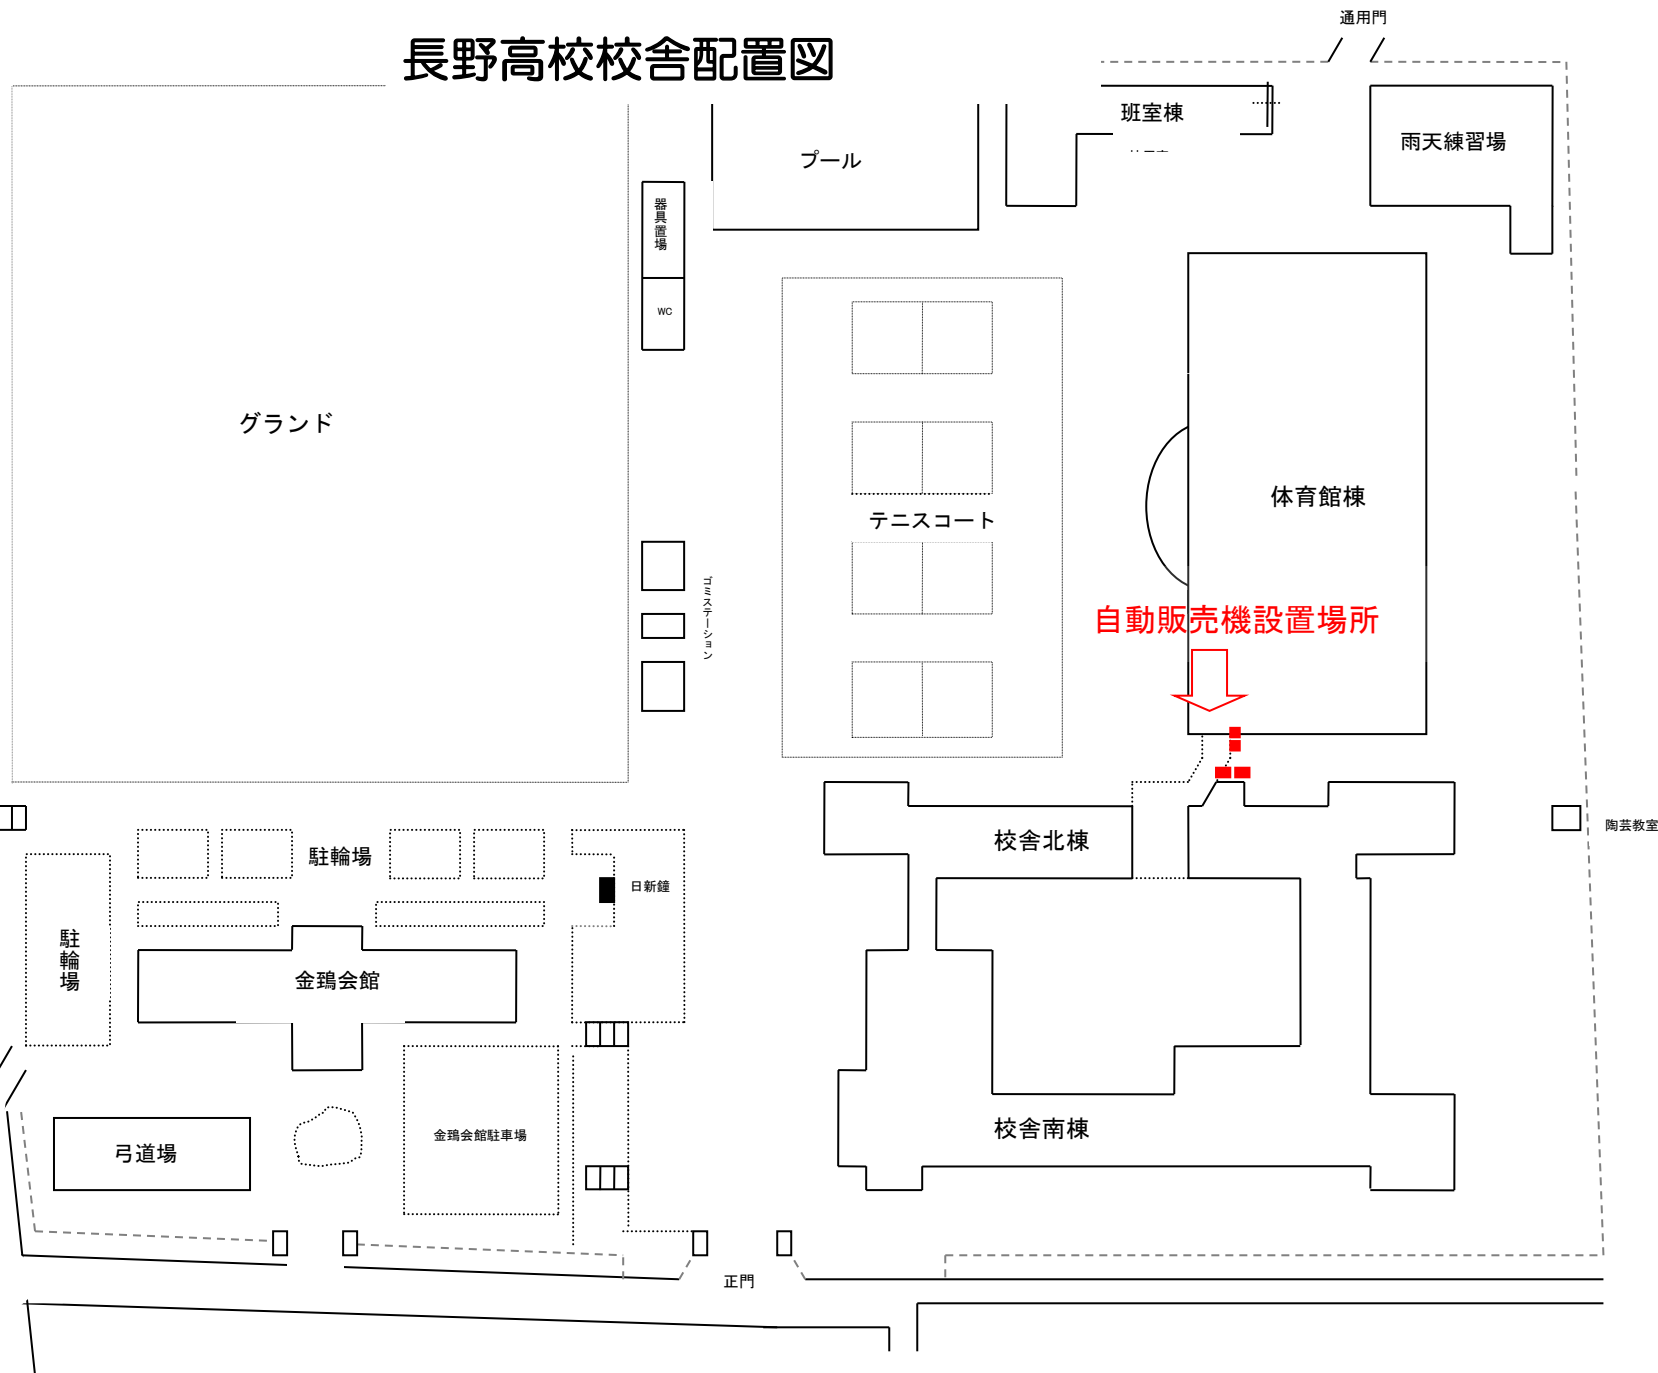 通用門
長野高校校舎配置図
班室棟
雨天練習場
プール
器具置場
WC
グランド
体育館棟
テニスコート
ゴミステーション
自動販売機設置場所
陶芸教室
校舎北棟
駐輪場
日新鐘
駐輪場
金鵄会館
校舎南棟
金鵄会館駐車場
弓道場
正門